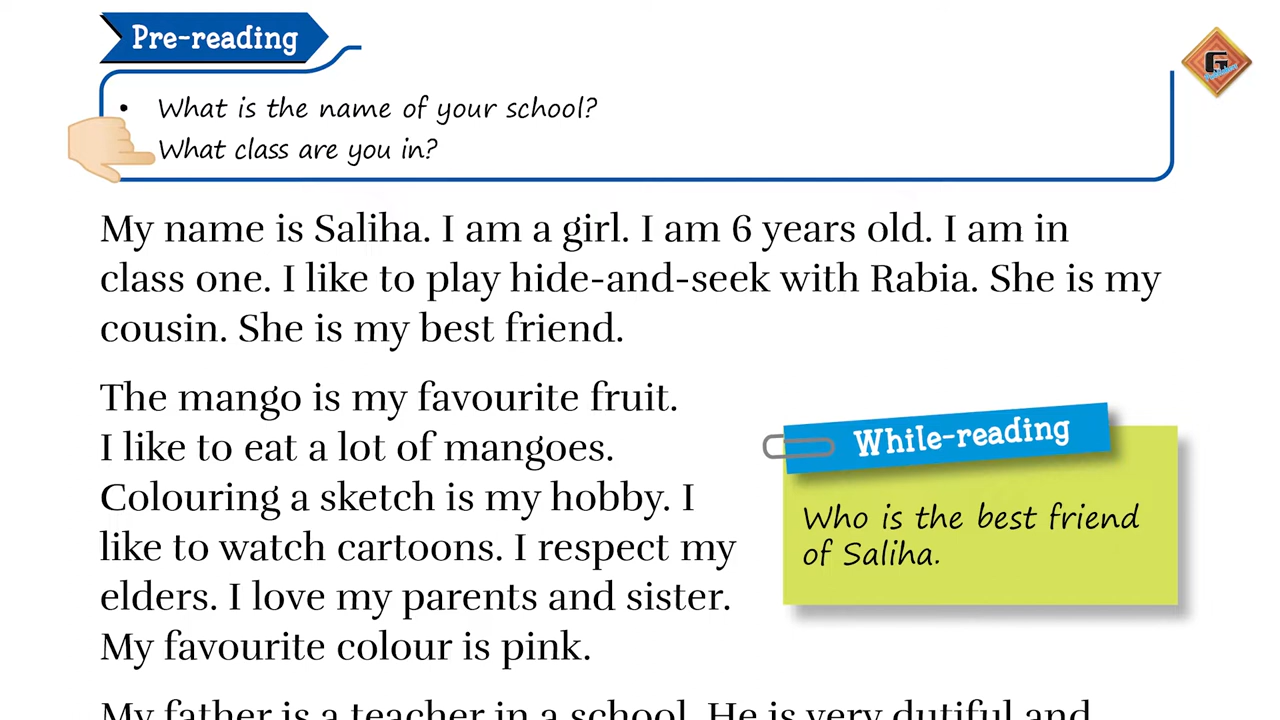 Pre-reading
G
• What is the name of your school?
What class are you in?
My name is Saliha. I am a girl. I am 6 years old. I am in
class one. I like to play hide-and-seek with Rabia. She is my
cousin. She is my best friend.
The mango is my favourite fruit.
I like to eat a lot of mangoes.
Colouring a sketch is my hobby. I
like to watch cartoons. I respect my
elders. I love my parents and sister.
My favourite colour is pink.
While-reading
Who is the best friend
of Saliha.
My father is a teacher in a school. He is very dutiful and